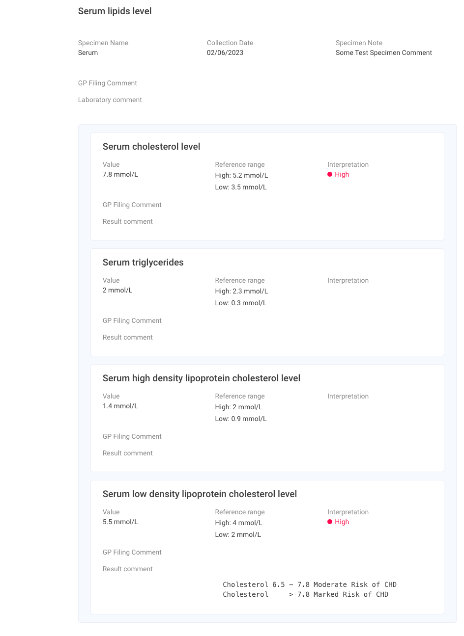 Serum lipids level
Specimen Name Collection Date Specimen Note
Serum 02/06/2023 Some Test Specimen Comment
GP Filing Comment
Laboratory comment
Serum cholesterol level
Value Reference range Interpretation
7.8 mmol/L High: 5.2 mmol/L High
Low: 3.5 mmol/L
GP Filing Comment
Result comment
Serum triglycerides
Value Reference range Interpretation
2 mmol/L High: 2.3 mmol/L
Low: 0.3 mmol/L
GP Filing Comment
Result comment
Serum high density lipoprotein cholesterol level
Value Reference range Interpretation
1.4 mmol/L High: 2 mmol/L
Low: 0.9 mmol/L
GP Filing Comment
Result comment
Serum low density lipoprotein cholesterol level
Value Reference range Interpretation
5.5 mmol/L High: 4 mmol/L High
Low: 2 mmol/L
GP Filing Comment
Result comment
Cholesterol 6.5 - 7.8 Moderate Risk of CHD
Cholesterol > 7.8 Marked Risk of CHD